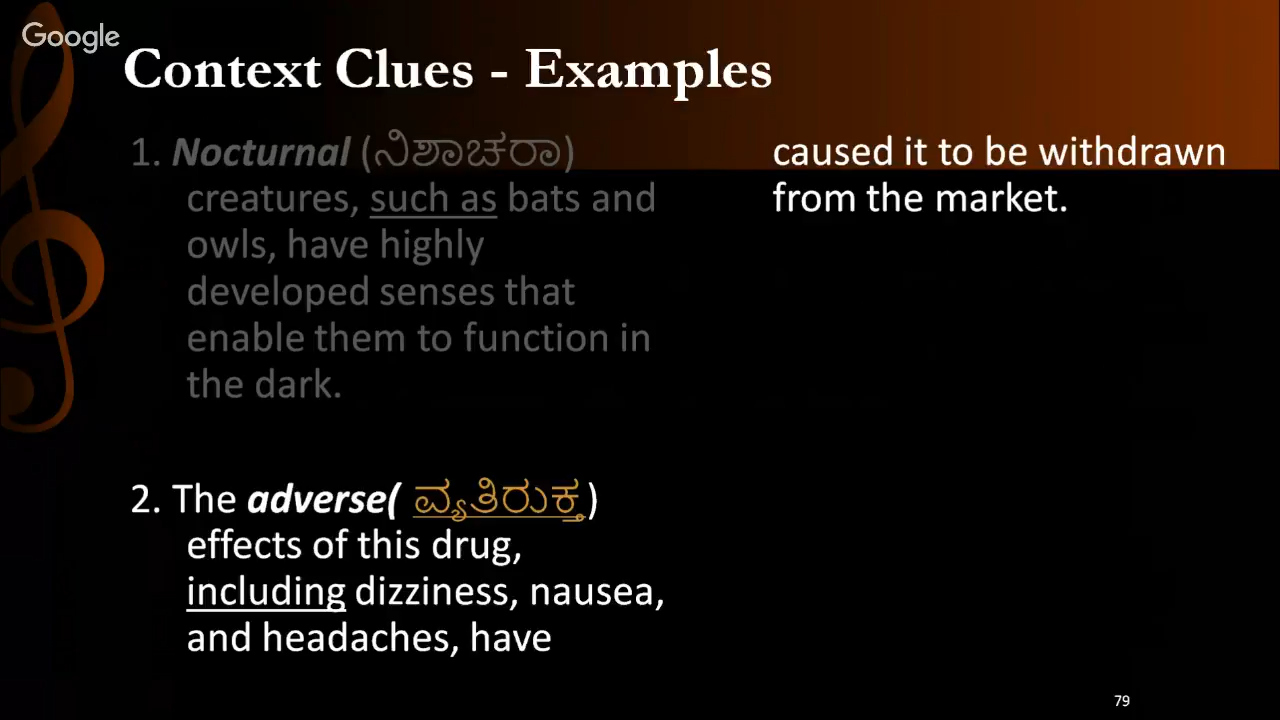 Google
Context Clues - Examples
1. Nocturnal (ನಿಶಾಚರಾ)
creatures, such as bats and
owls, have highly
developed senses that
enable them to function in
the dark.
2. The adverse( ವ್ಯತಿರುಕ್ತ )
effects of this drug,
including dizziness, nausea,
and headaches, have
caused it to be withdrawn
from the market.
79